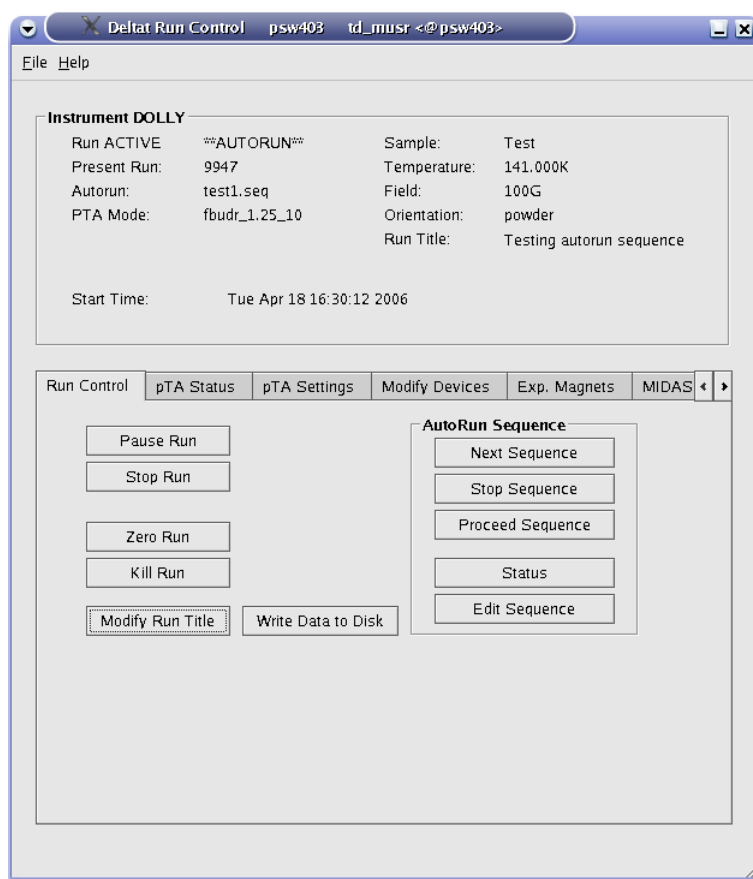 Deltat Run Control psw403 td_musr <@psw403>
File Help
Instrument DOLLY
Run ACTIVE **AUTORUN** Sample: Test
Present Run: 9947 Temperature: 141.000K
Autorun: test1.seq Field: 100G
PTA Mode: fbudr_1.25_10 Orientation: powder
Run Title: Testing autorun sequence
Start Time: Tue Apr 18 16:30:12 2006
Run Control pTA Status pTA Settings Modify Devices Exp. Magnets MIDAS
AutoRun Sequence
Pause Run Next Sequence
Stop Run Stop Sequence
Zero Run Proceed Sequence
Kill Run Status
Modify Run Title Write Data to Disk Edit Sequence